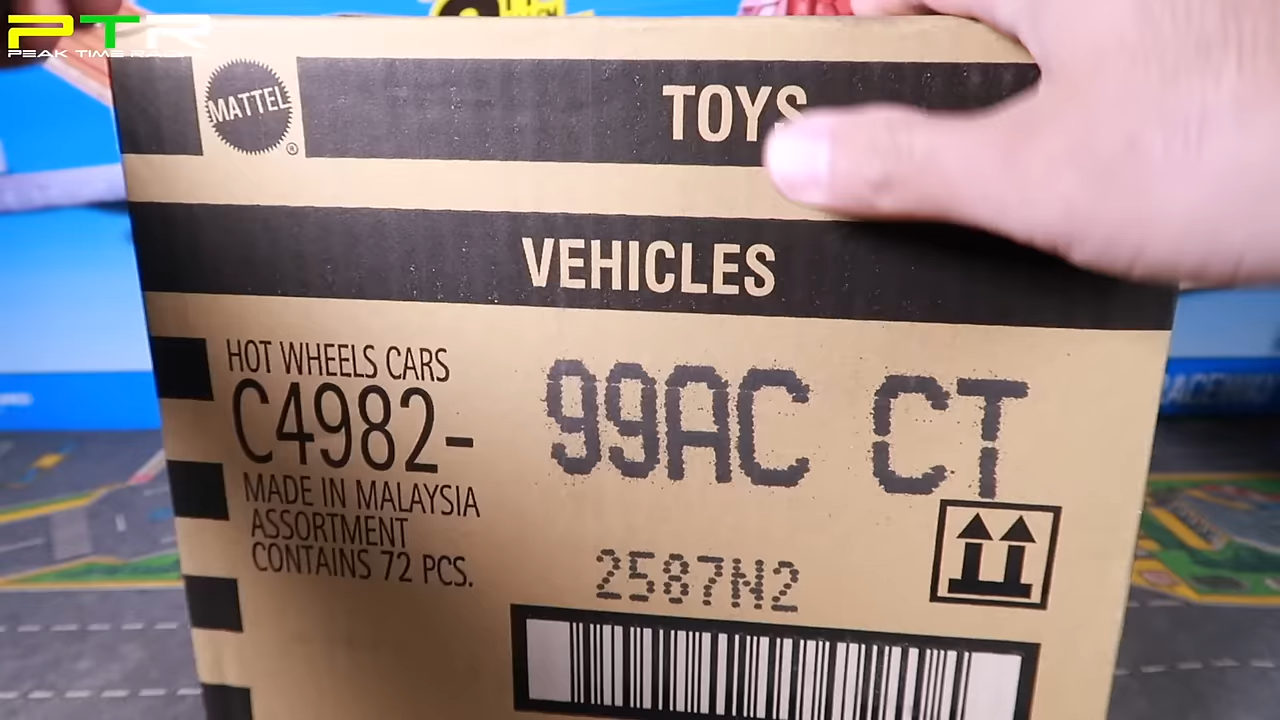 PTR
PEAK TIME RA
MATTEL
®
TOYS
VEHICLES
HOT WHEELS CARS
C4982-
MADE IN MALAYSIA
ASSORTMENT
CONTAINS 72 PCS.
99AC CT
2587N2